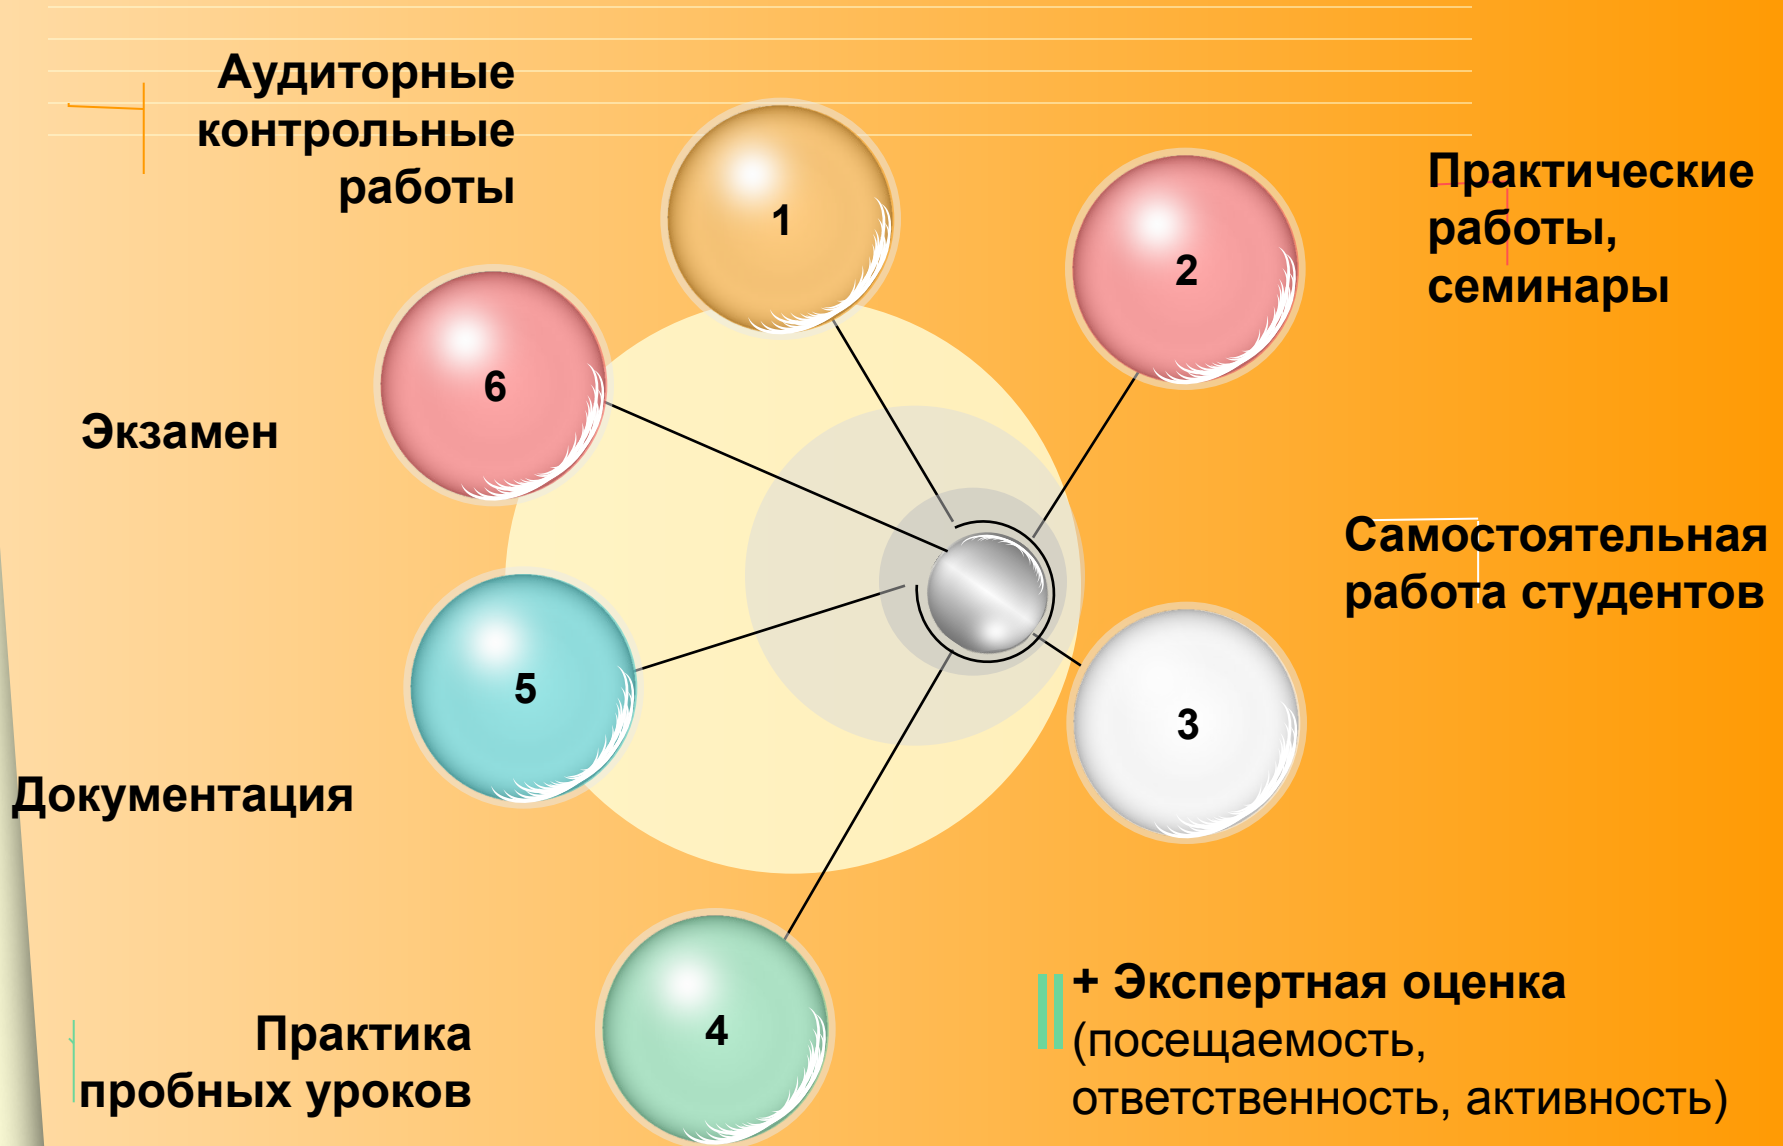 Аудиторные
контрольные
работы
1
2
Практические
работы,
семинары
6
Экзамен
Самостоятельная
работа студентов
5
3
Документация
4
Практика
пробных уроков
+ Экспертная оценка
(посещаемость,
ответственность, активность)